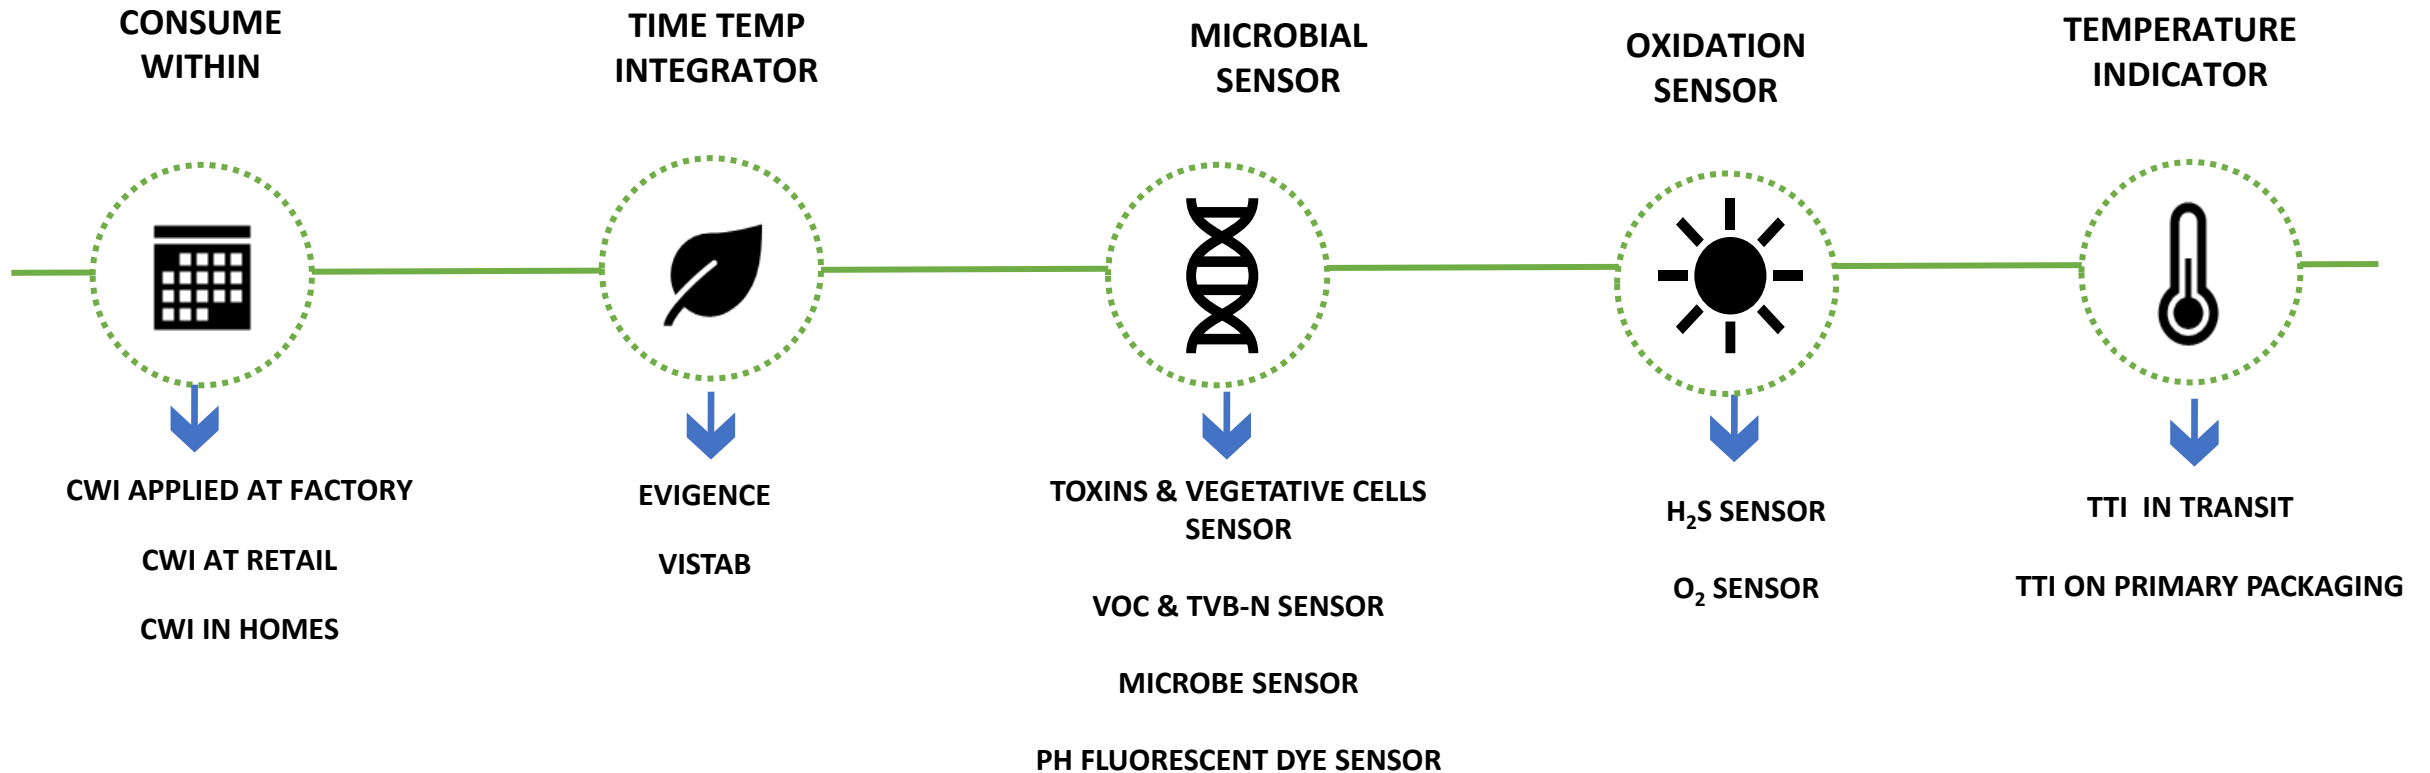 CONSUME
WITHIN
TIME TEMP
INTEGRATOR
MICROBIAL
SENSOR
OXIDATION
SENSOR
TEMPERATURE
INDICATOR
CWI APPLIED AT FACTORY
CWI AT RETAIL
CWI IN HOMES
EVIGENCE
VISTAB
TOXINS & VEGETATIVE CELLS
SENSOR
VOC & TVB-N SENSOR
MICROBE SENSOR
PH FLUORESCENT DYE SENSOR
H₂S SENSOR
O₂ SENSOR
TTI IN TRANSIT
TTI ON PRIMARY PACKAGING